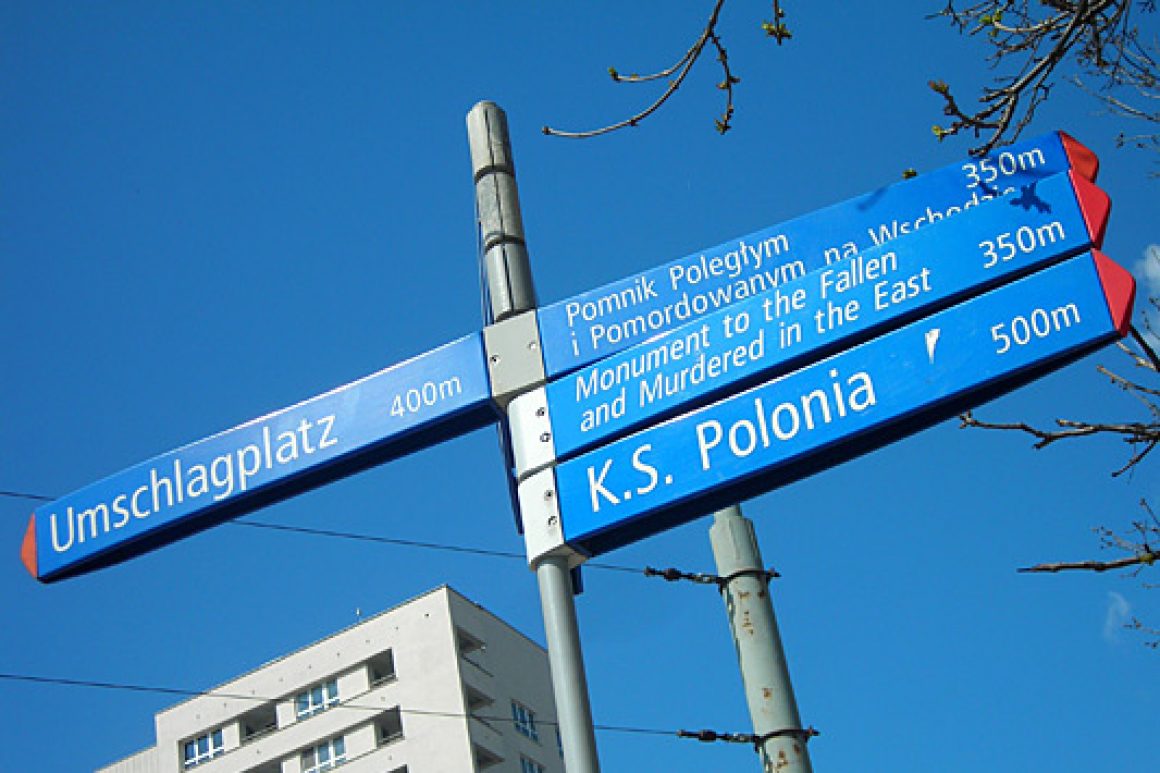 Umschlagplatz 400m
350m
Pomnik Poległym
i Pomordowanym na Wschodzie
350m
Monument to the Fallen
and Murdered in the East
K.S. Polonia 500m